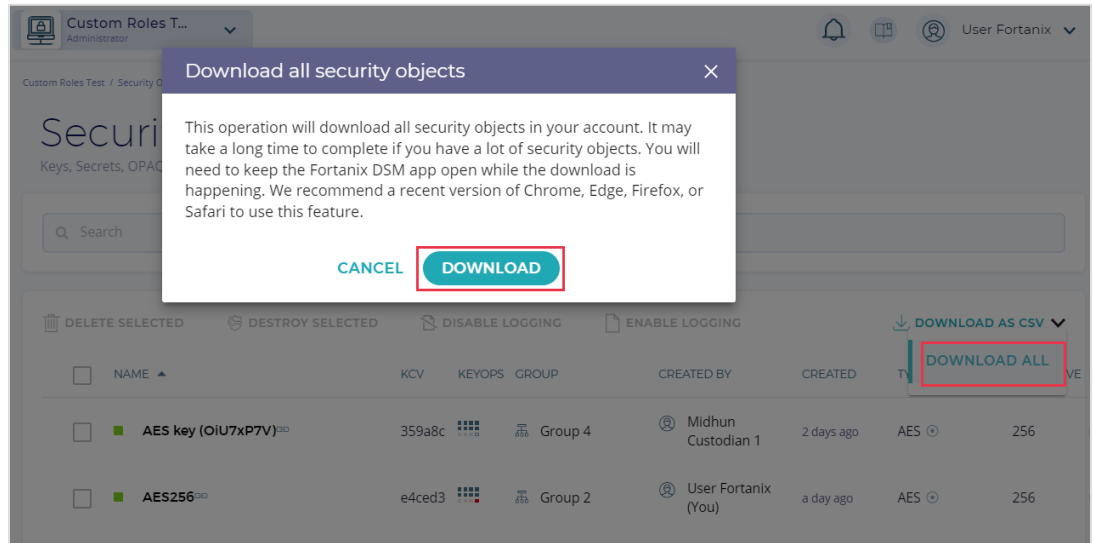 Custom Roles T...
Administrator
User Fortanix
Custom Roles Test / Security O
Download all security objects
Securi
Keys, Secrets, OPAQ
This operation will download all security objects in your account. It may
take a long time to complete if you have a lot of security objects. You will
need to keep the Fortanix DSM app open while the download is
happening. We recommend a recent version of Chrome, Edge, Firefox, or
Safari to use this feature.
Search
CANCEL DOWNLOAD
DELETE SELECTED DESTROY SELECTED DISABLE LOGGING ENABLE LOGGING DOWNLOAD AS CSV
DOWNLOAD ALL
NAME KCV KEYOPS GROUP CREATED BY CREATED TY VE
AES key (OiU7xP7V) 359a8c Group 4 Midhun
Custodian 1 2 days ago AES 256
AES256 e4ced3 Group 2 User Fortanix
(You) a day ago AES 256